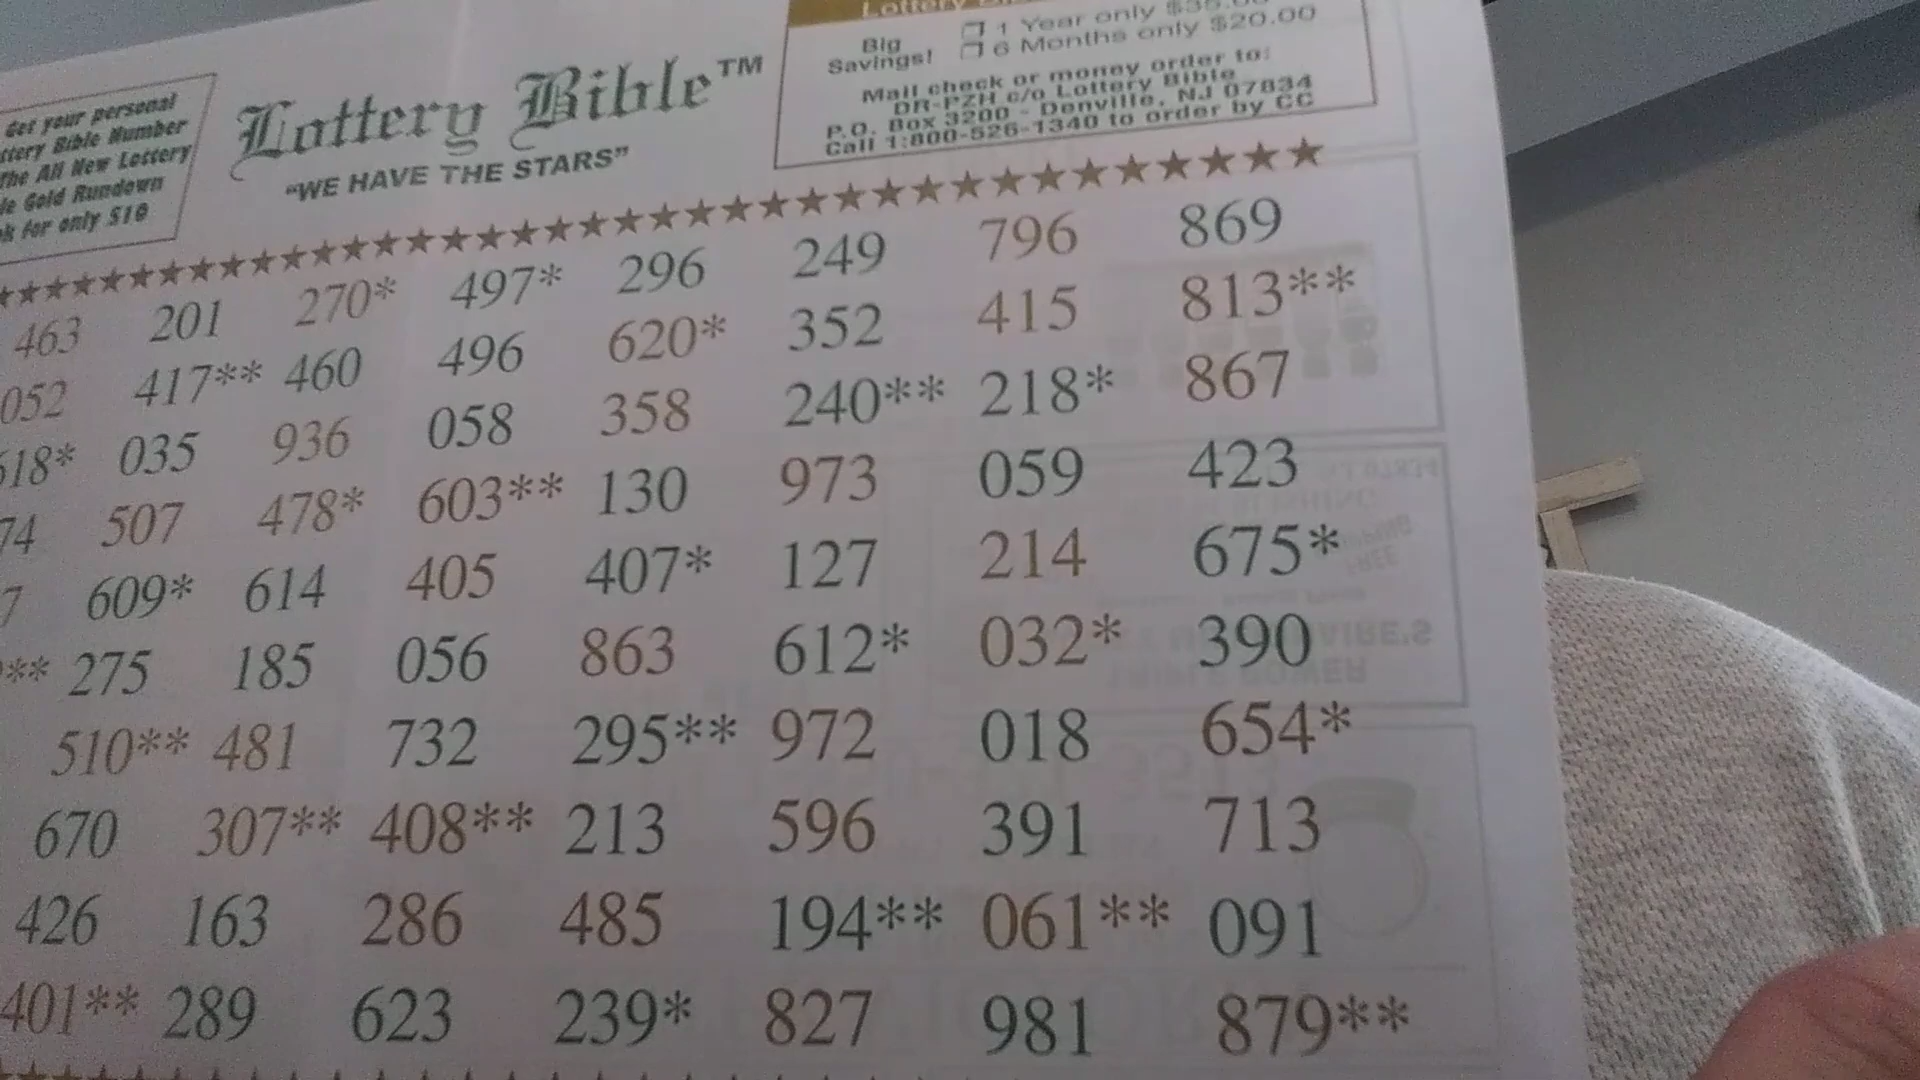 Get your personal
Bible Number
The All New Lottery
Gold Rundown
for only $10
Lottery Bible™
"WE HAVE THE STARS"
Big Savings!
1 Year only
6 Months only $20.00
Mail check or money order to:
DR-PZH c/o Lottery Bible
P.O. Box 3200 - Denville, NJ 07834
Call 1:800-526-1340 to order by CC
463 201 270* 497* 296 249 796 869
052 417** 460 496 620* 352 415 813**
618* 035 936 058 358 240** 218* 867
74 507 478* 603** 130 973 059 423
7 609* 614 405 407* 127 214 675*
** 275 185 056 863 612* 032* 390
510** 481 732 295** 972 018 654*
670 307** 408** 213 596 391 713
426 163 286 485 194** 061** 091
401** 289 623 239* 827 981 879**